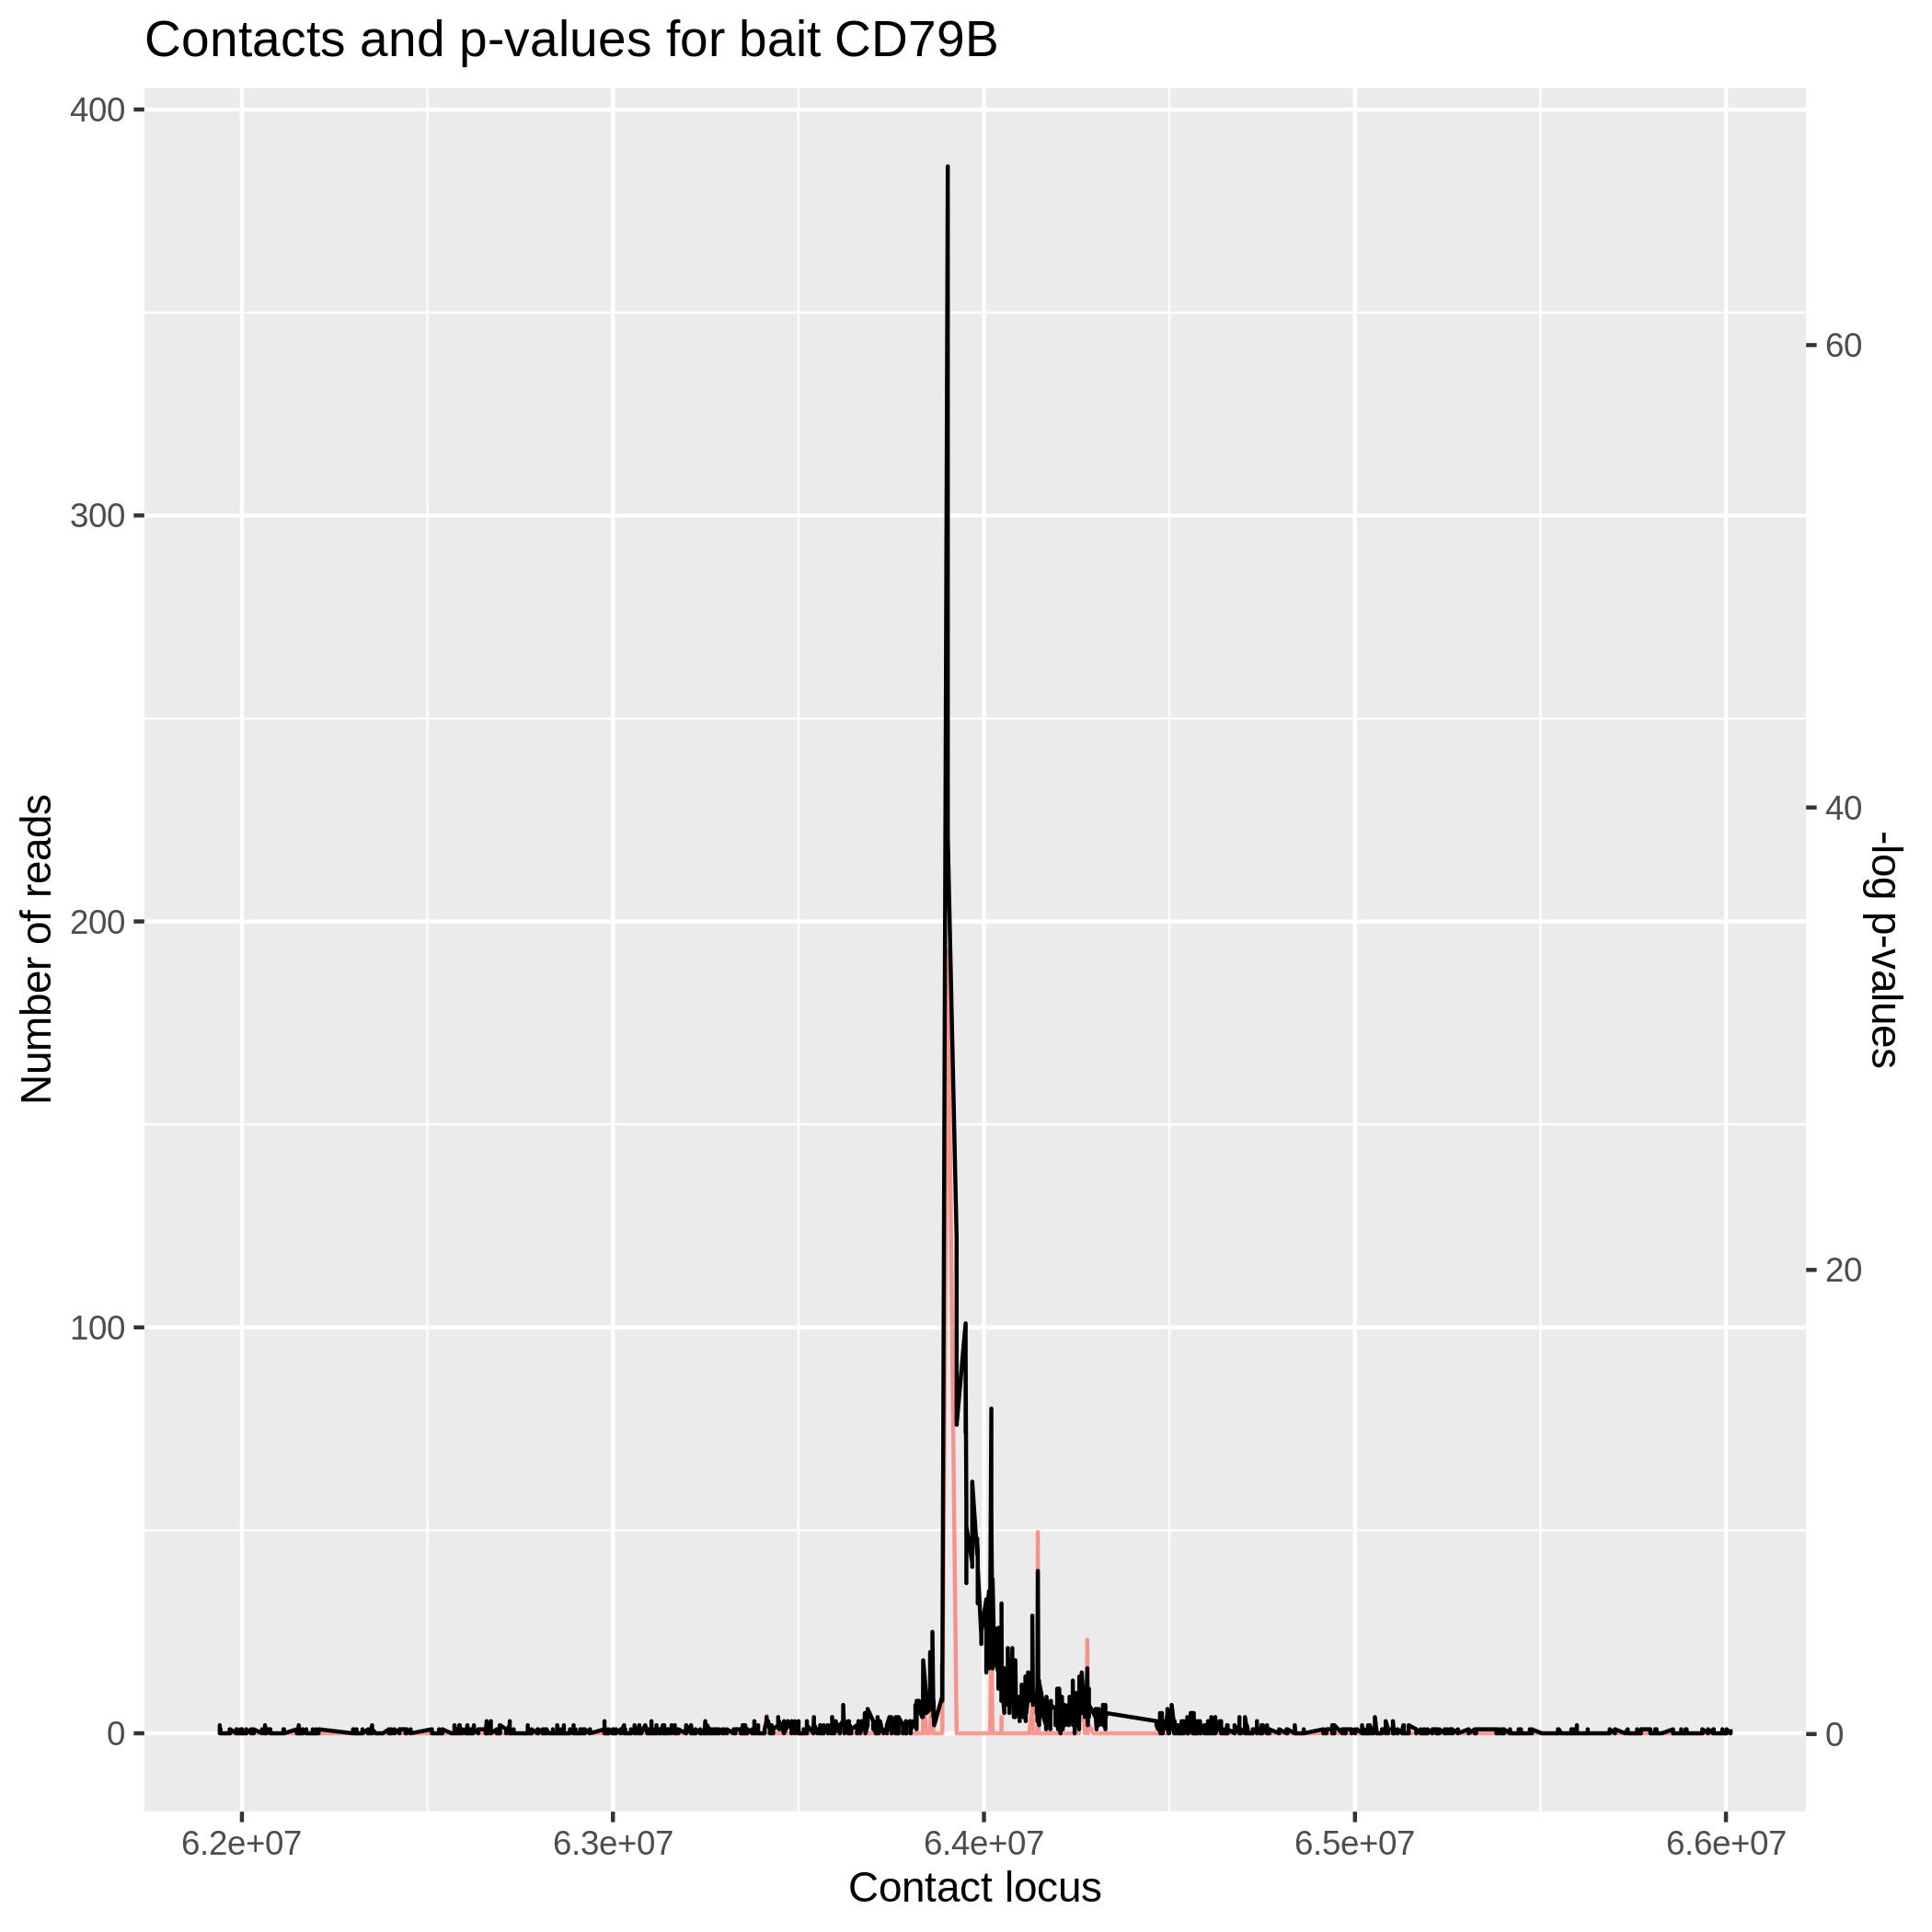 Contacts and p-values for bait CD79B
400
300
200
100
0
Number of reads
60
40
20
0
-log p-values
6.2e+07
6.3e+07
6.4e+07
6.5e+07
6.6e+07
Contact locus